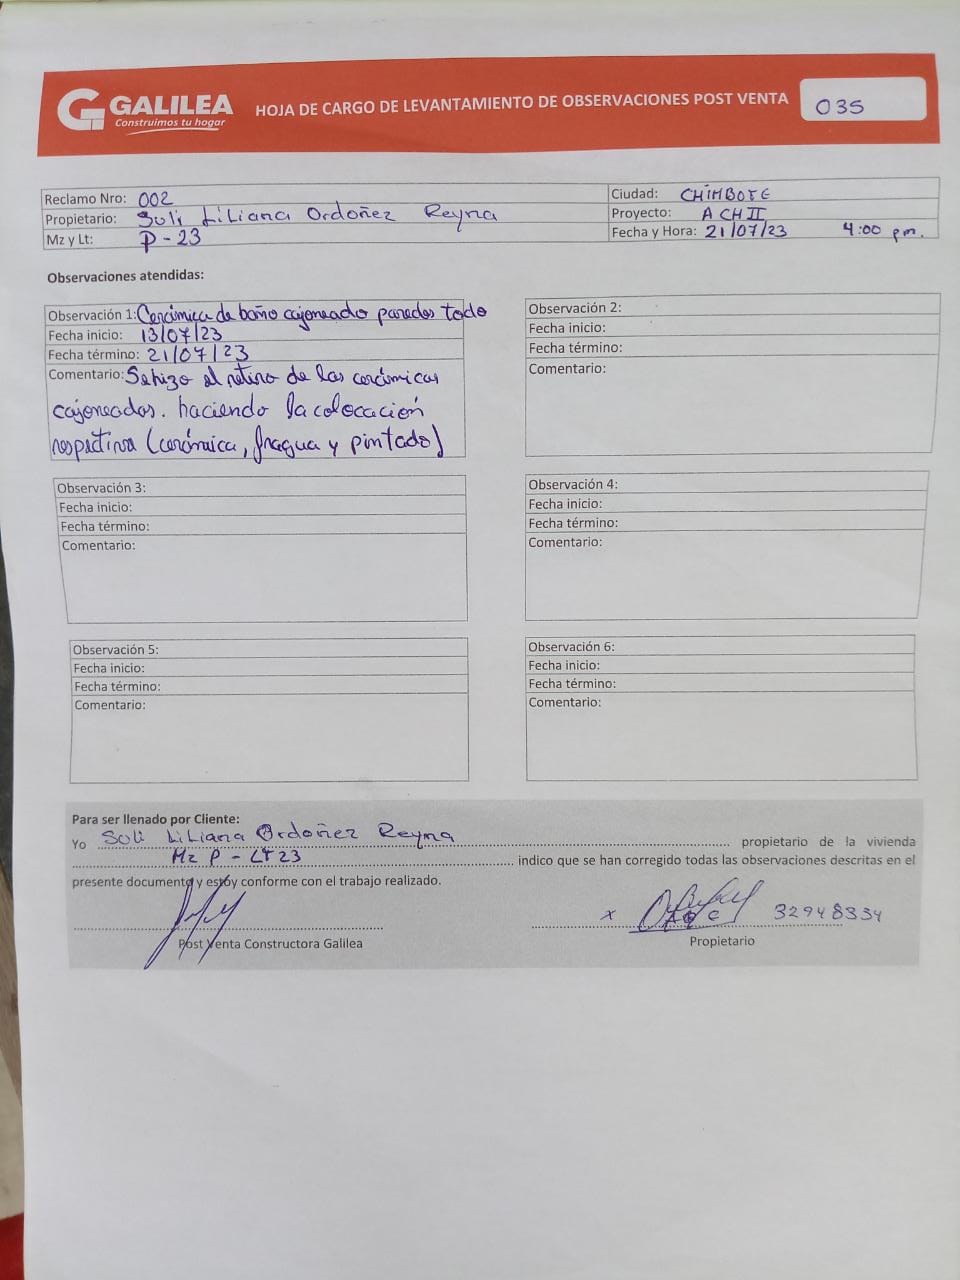 GALILEA
Construimos tu hogar
HOJA DE CARGO DE LEVANTAMIENTO DE OBSERVACIONES POST VENTA
035
Reclamo Nro: 002
Propietario: Soli Liliana Ordoñez Reyna
Mz y Lt: P - 23
Ciudad: CHIMBOTE
Proyecto: ACH II
Fecha y Hora: 21/07/23 4:00 pm.
Observaciones atendidas:
Observación 1: Cerámica de baño cajoneado paredes todo
Fecha inicio: 13/07/23
Fecha término: 21/07/23
Comentario: Se hizo el retiro de las cerámicas
cajoneados. haciendo la colocación
respectiva (cerámica, fragua y pintado)
Observación 2:
Fecha inicio:
Fecha término:
Comentario:
Observación 3:
Fecha inicio:
Fecha término:
Comentario:
Observación 4:
Fecha inicio:
Fecha término:
Comentario:
Observación 5:
Fecha inicio:
Fecha término:
Comentario:
Observación 6:
Fecha inicio:
Fecha término:
Comentario:
Para ser llenado por Cliente:
Yo Soli Liliana Ordoñez Reyna propietario de la vivienda
Mz P - LT 23 indico que se han corregido todas las observaciones descritas en el
presente documento y estoy conforme con el trabajo realizado.
x 32948334
Post Venta Constructora Galilea
Propietario